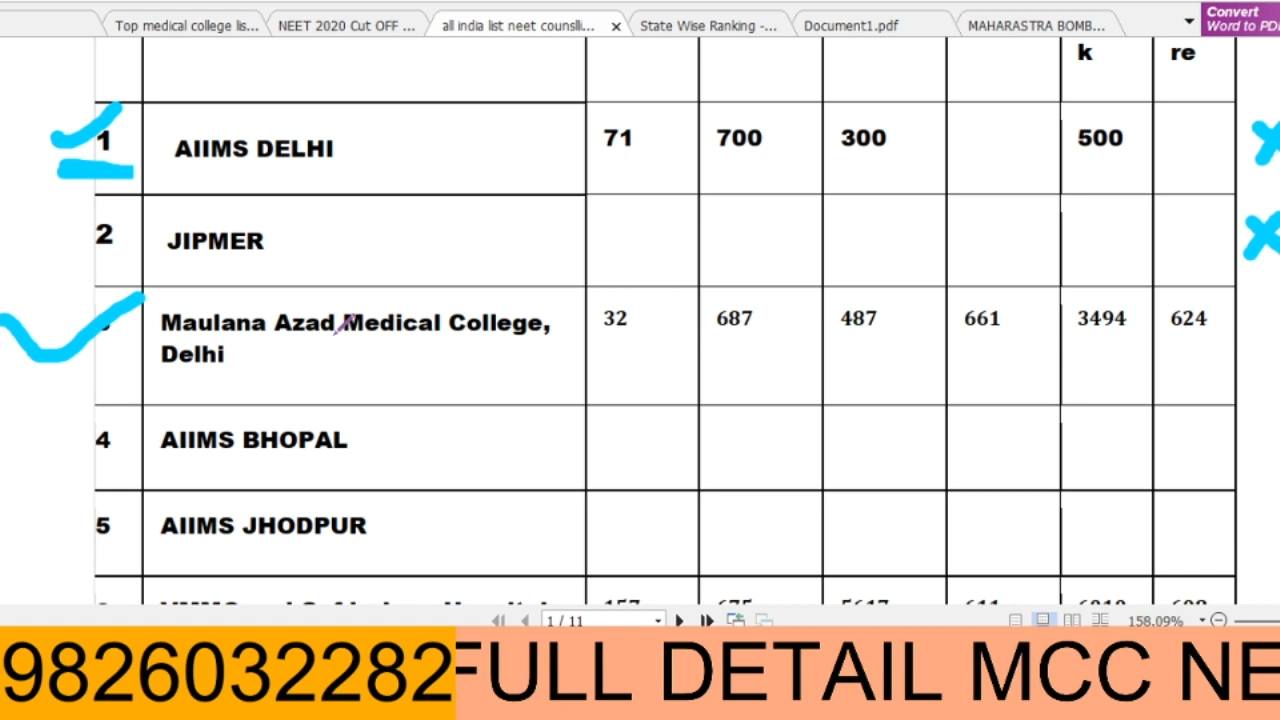 Top medical college lis... NEET 2020 Cut OFF ... all india list neet counslli... × State Wise Ranking -... Document1.pdf MAHARASTRA BOMB... Convert
Word to PD
k re
1 AIIMS DELHI 71 700 300 500
2 JIPMER
Maulana Azad Medical College, 32 687 487 661 3494 624
Delhi
4 AIIMS BHOPAL
5 AIIMS JHODPUR
1 / 11 158.09%
9826032282 FULL DETAIL MCC NE